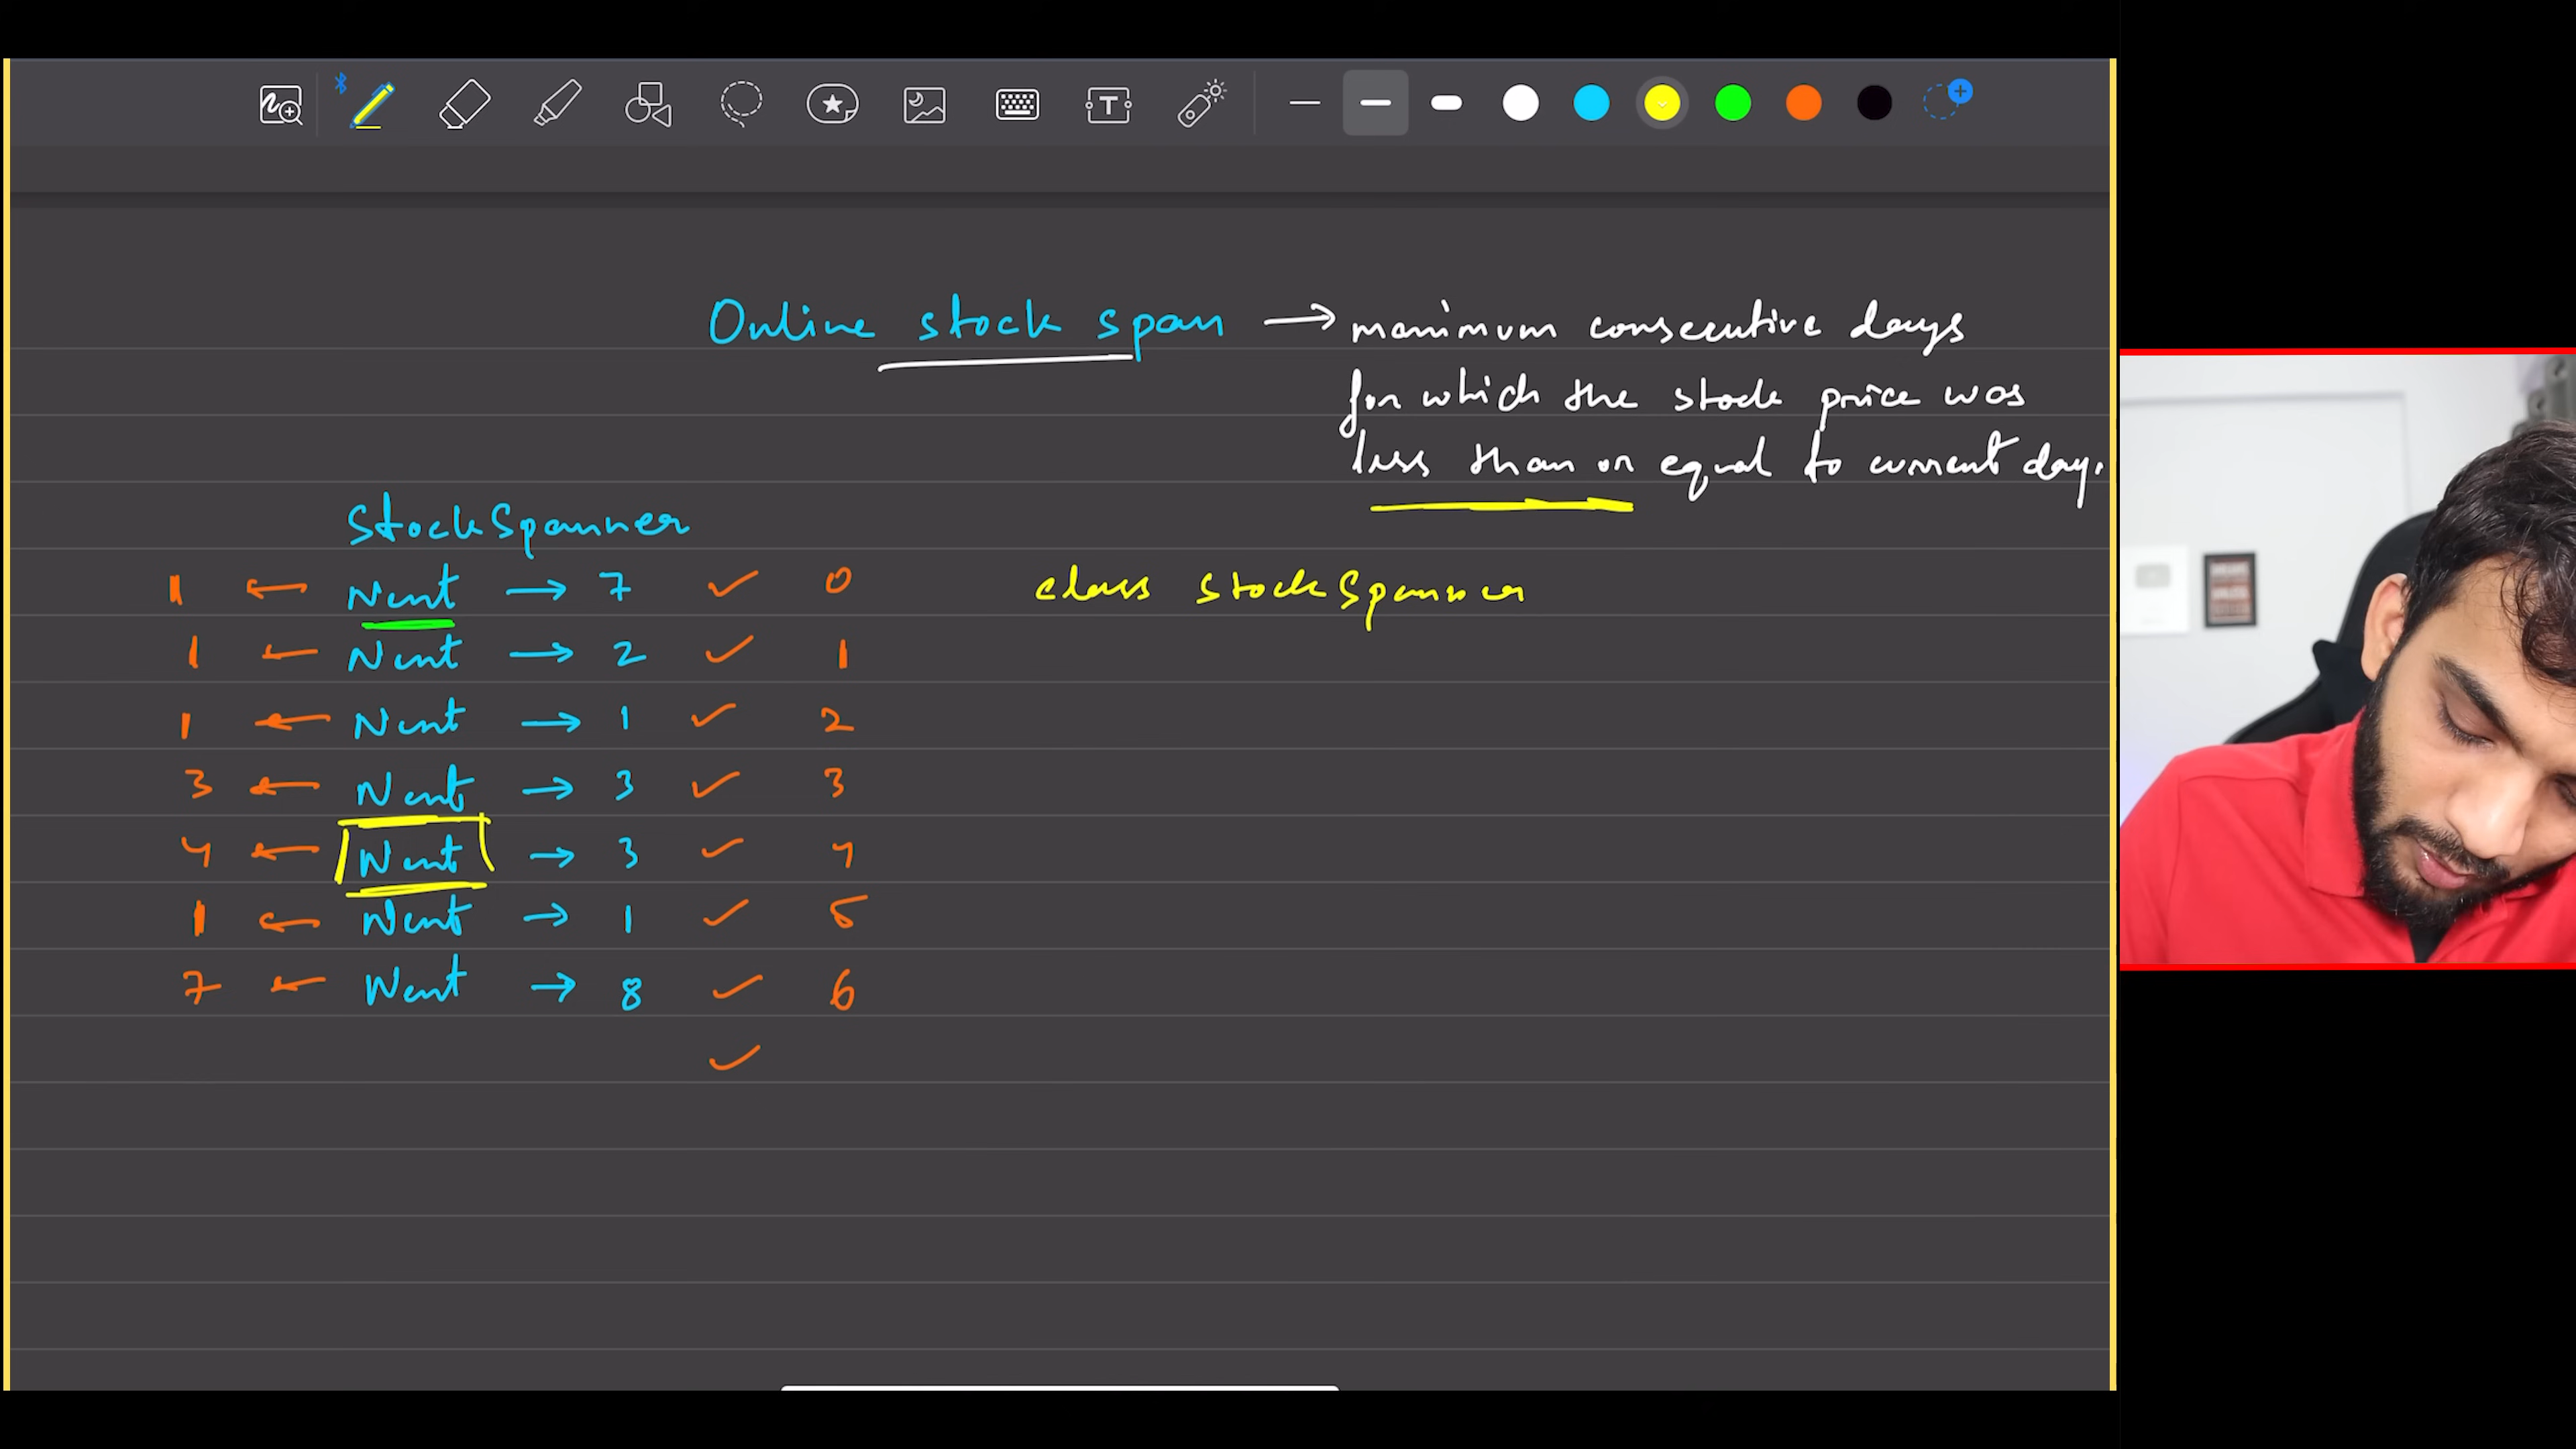 Online stock span → maximum consecutive days
for which the stock price was
less than or equal to current day.
StockSpanner
1 ← Next → 7 ✓ 0
class StockSpanner
1 ← Next → 2 ✓ 1
1 ← Next → 1 ✓ 2
3 ← Next → 3 ✓ 3
4 ← Next → 3 ✓ 4
1 ← Next → 1 ✓ 5
7 ← Next → 8 ✓ 6
✓